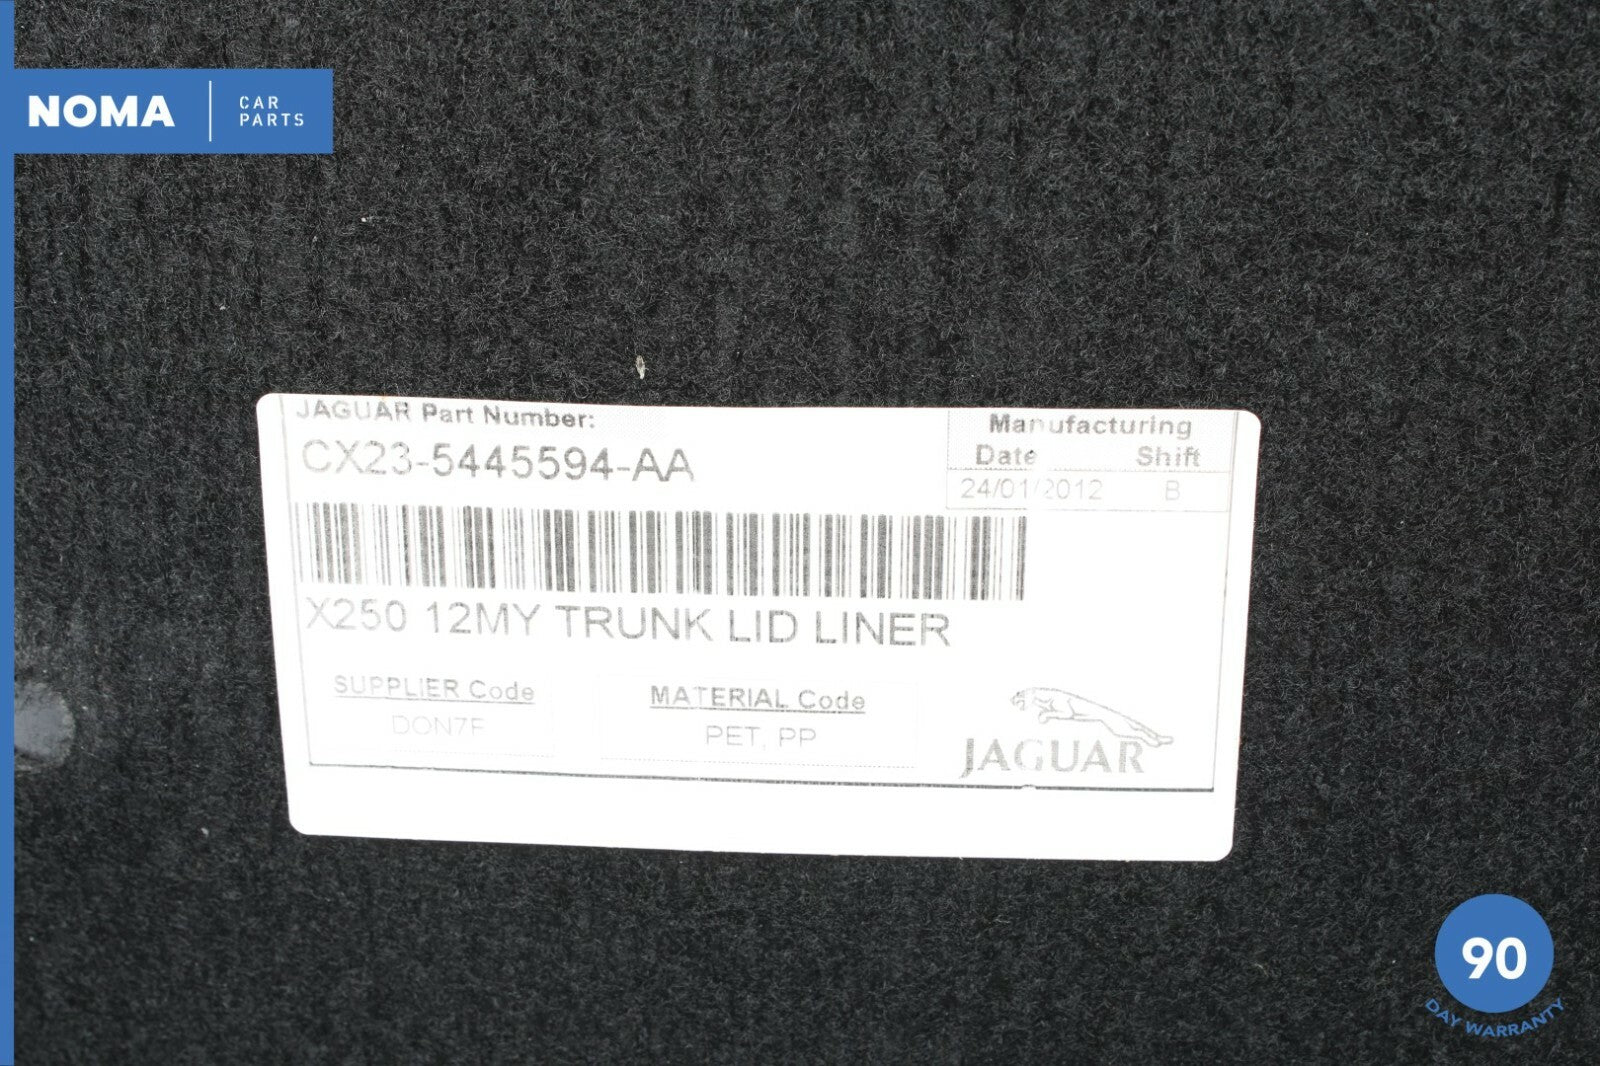 NOMA
CAR
PARTS
JAGUAR Part Number:
CX23-5445594-AA
Manufacturing
Date Shift
24/01/2012 B
X250 12MY TRUNK LID LINER
SUPPLIER Code
DON7F
MATERIAL Code
PET, PP
JAGUAR
90
DAY WARRANTY